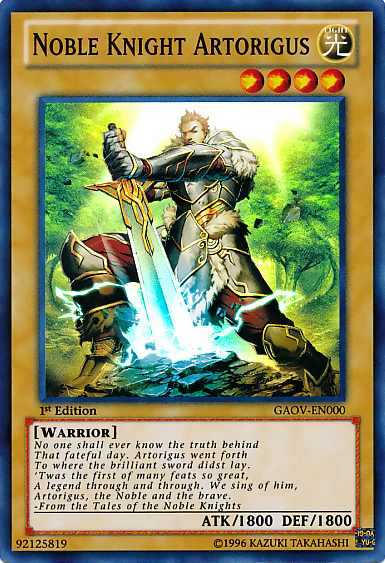 NOBLE KNIGHT ARTORIGUS
LIGHT
光
1st Edition
GAOV-EN000
[WARRIOR]
No one shall ever know the truth behind
That fateful day. Artorigus went forth
To where the brilliant sword didst lay.
'Twas the first of many feats so great,
A legend through and through. We sing of him,
Artorigus, the Noble and the brave.
-From the Tales of the Noble Knights
ATK/1800 DEF/1800
92125819
©1996 KAZUKI TAKAHASHI